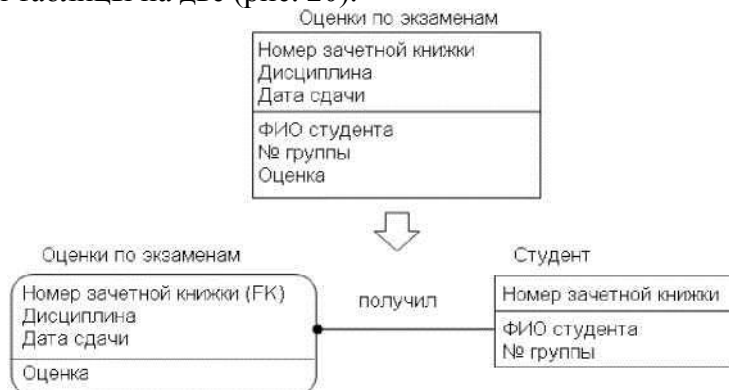 таблицы на две (рис. 20).
Оценки по экзаменам
Номер зачетной книжки
Дисциплина
Дата сдачи
ФИО студента
№ группы
Оценка
Оценки по экзаменам
Номер зачетной книжки (FK)
Дисциплина
Дата сдачи
Оценка
получил
Студент
Номер зачетной книжки
ФИО студента
№ группы